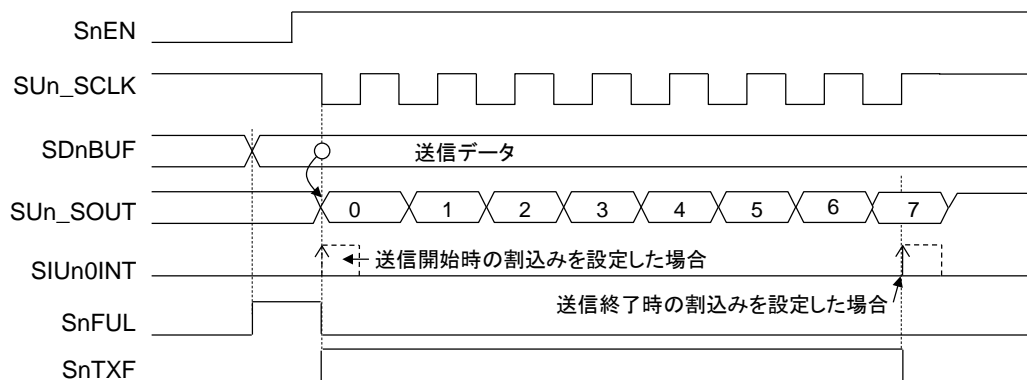 SnEN
SUn_SCLK
SDnBUF
送信データ
SUn_SOUT
0 1 2 3 4 5 6 7
SIUn0INT
送信開始時の割込みを設定した場合
送信終了時の割込みを設定した場合
SnFUL
SnTXF